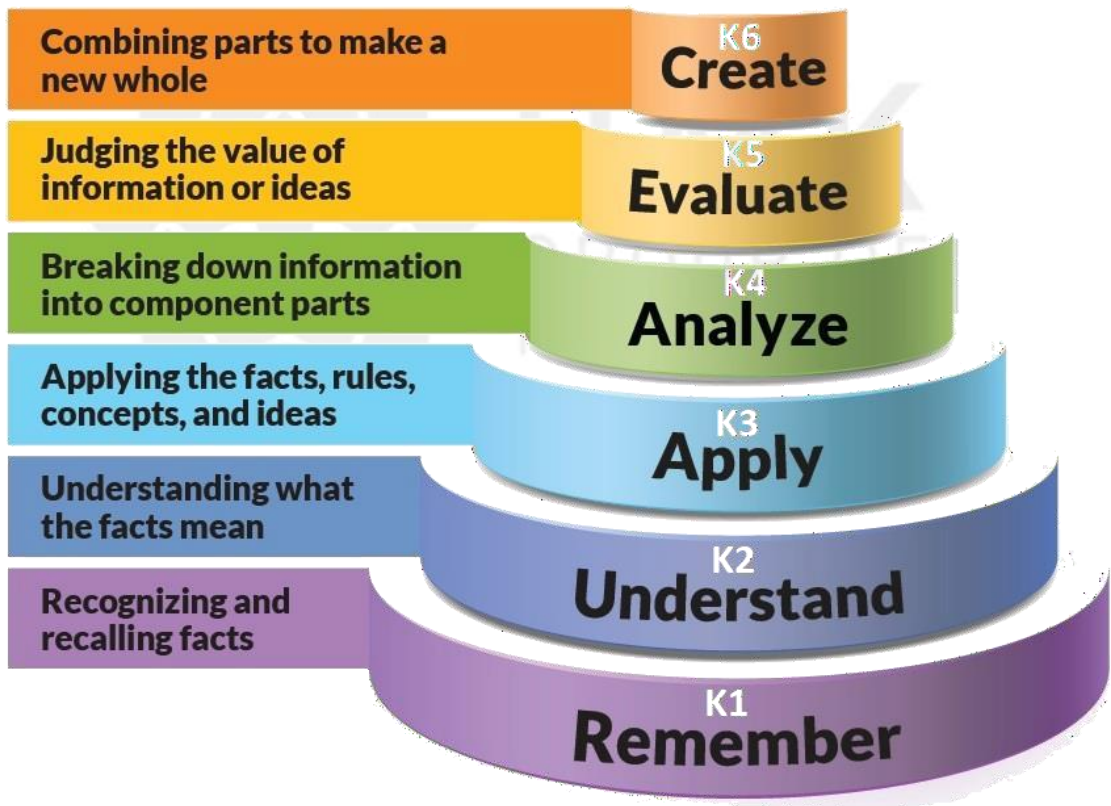 Combining parts to make a
new whole
K6
Create
Judging the value of
information or ideas
K5
Evaluate
Breaking down information
into component parts
K4
Analyze
Applying the facts, rules,
concepts, and ideas
K3
Apply
Understanding what
the facts mean
K2
Understand
Recognizing and
recalling facts
K1
Remember